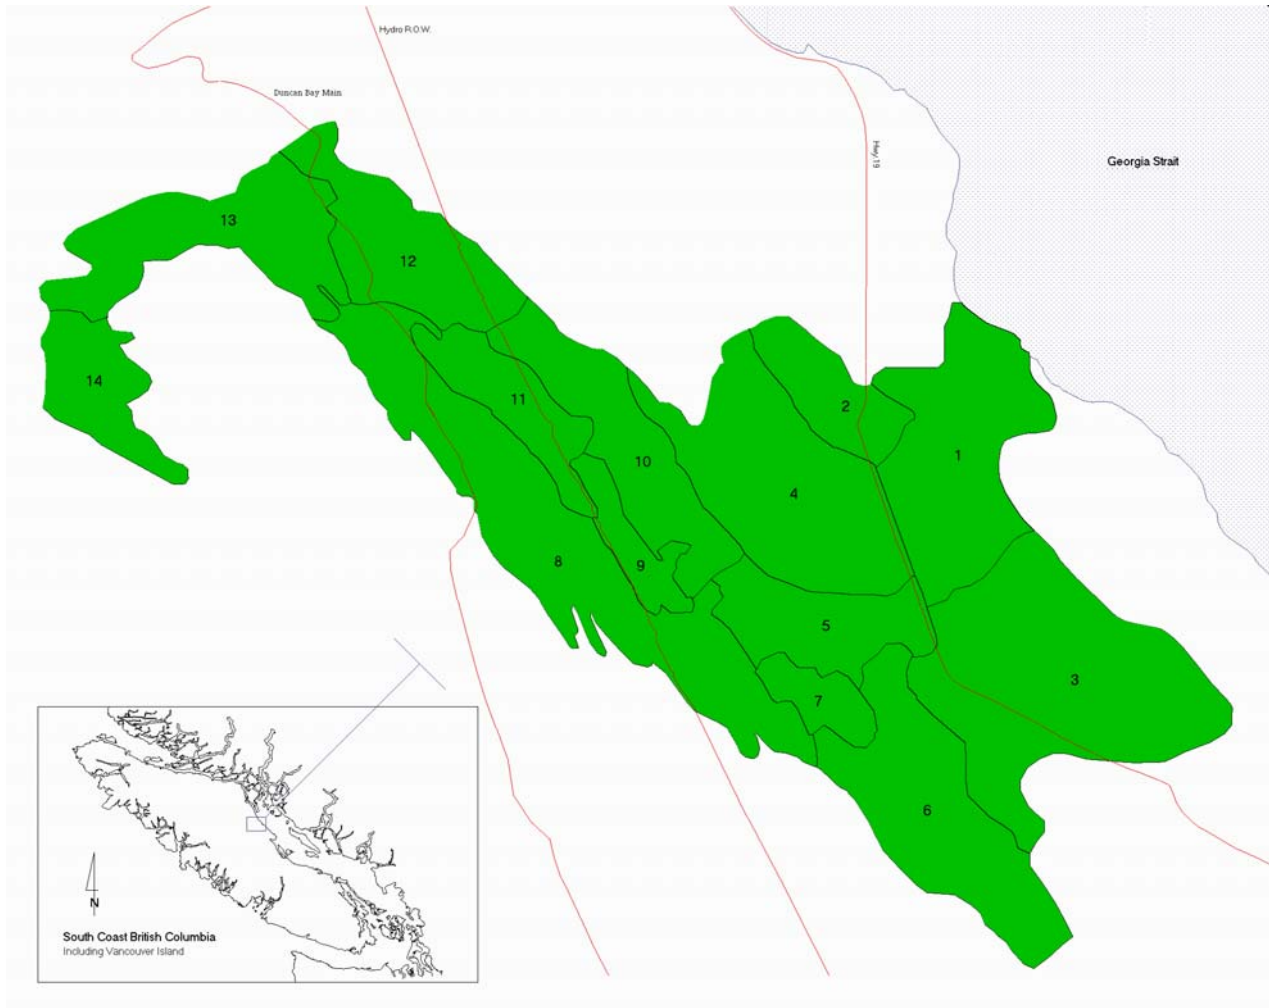 Hydro R.O.W.
Duncan Bay Main
Hwy 19
Georgia Strait
13
12
14
11
2
10
1
4
8
9
5
3
7
6
N
South Coast British Columbia
Including Vancouver Island